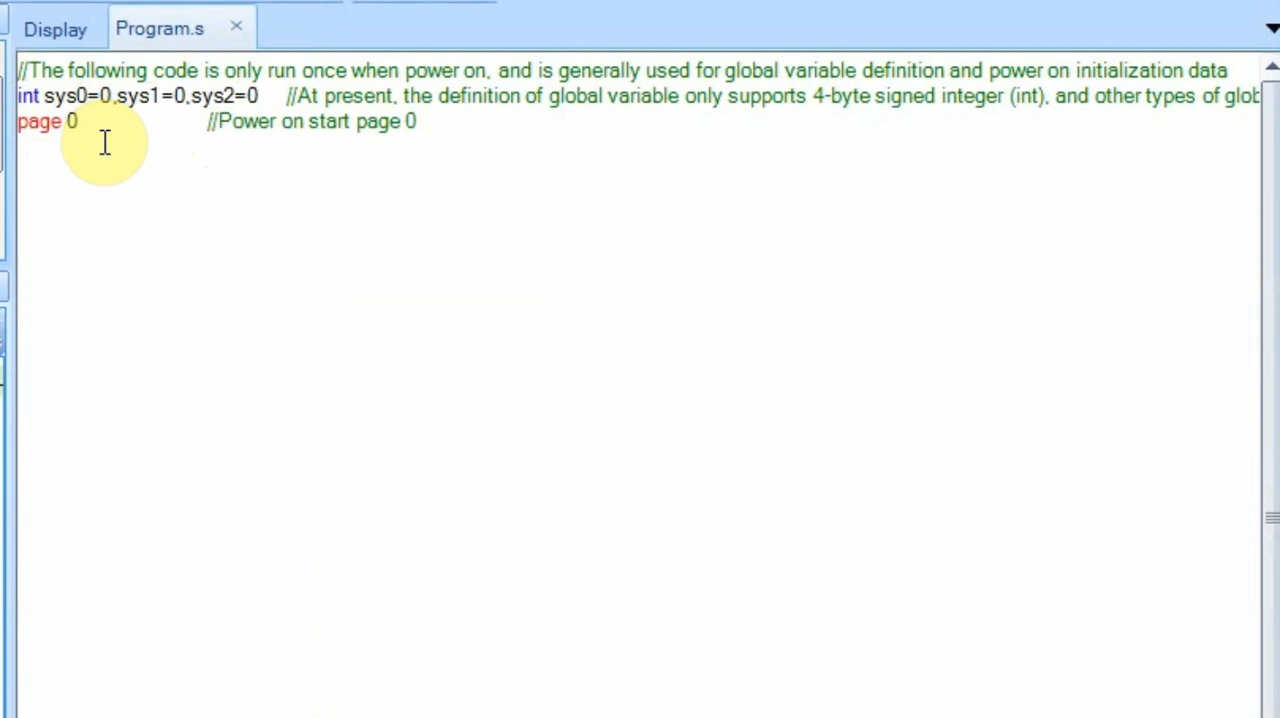 Display
Program.s
//The following code is only run once when power on, and is generally used for global variable definition and power on initialization data
int sys0=0,sys1=0,sys2=0 //At present, the definition of global variable only supports 4-byte signed integer (int), and other types of
page 0 //Power on start page 0